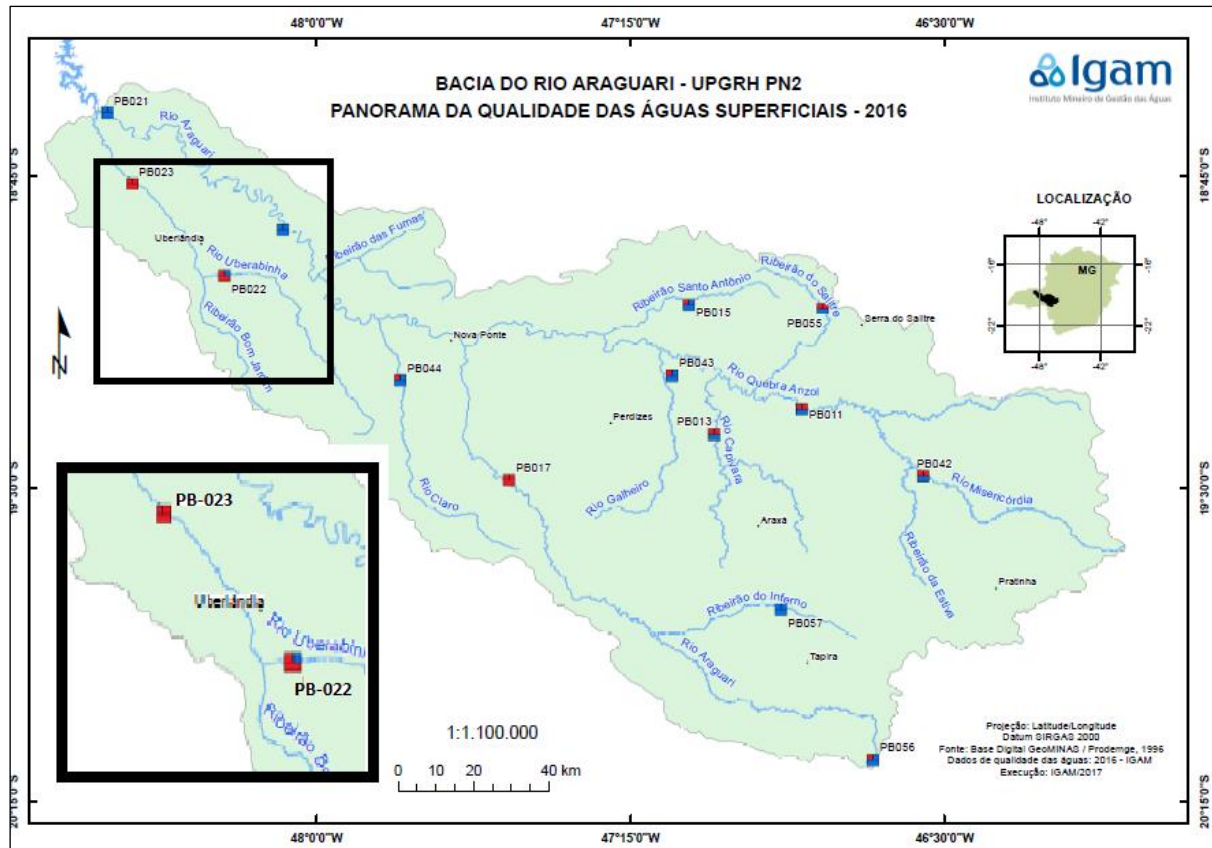 48°0'0"W
47°15'0"W
46°30'0"W
BACIA DO RIO ARAGUARI - UPGRH PN2
PANORAMA DA QUALIDADE DAS ÁGUAS SUPERFICIAIS - 2016
Igam
Instituto Mineiro de Gestão das Águas
PB021
Rio Araguari
18°45'0"S
18°45'0"S
PB023
Uberlândia
Rio Uberabinha
PB022
Ribeirão Bom Jardim
Ribeirão das Furnas
LOCALIZAÇÃO
-48°
-42°
-16°
-16°
MG
-22°
-22°
-48°
-42°
Ribeirão Santo Antônio
Ribeirão do Salitre
PB015
PB055
Serra do Salitre
Nova Ponte
PB044
PB043
Rio Quebra Anzol
PB011
Perdizes
PB013
Rio Capivara
N
19°30'0"S
19°30'0"S
PB017
Rio Claro
Rio Galheiro
PB042
Rio Misericórdia
Araxá
Ribeirão da Estiva
Pratinha
PB-023
Uberlândia
Rio Uberabin
PB-022
Ribeirão Bo
Ribeirão do Inferno
PB057
Tapira
Rio Araguari
PB056
1:1.100.000
0 10 20 40 km
Projeção: Latitude/Longitude
Datum SIRGAS 2000
Fonte: Base Digital GeoMINAS / Prodemge, 1996
Dados de qualidade das águas: 2016 - IGAM
Execução: IGAM/2017
20°15'0"S
20°15'0"S
48°0'0"W
47°15'0"W
46°30'0"W